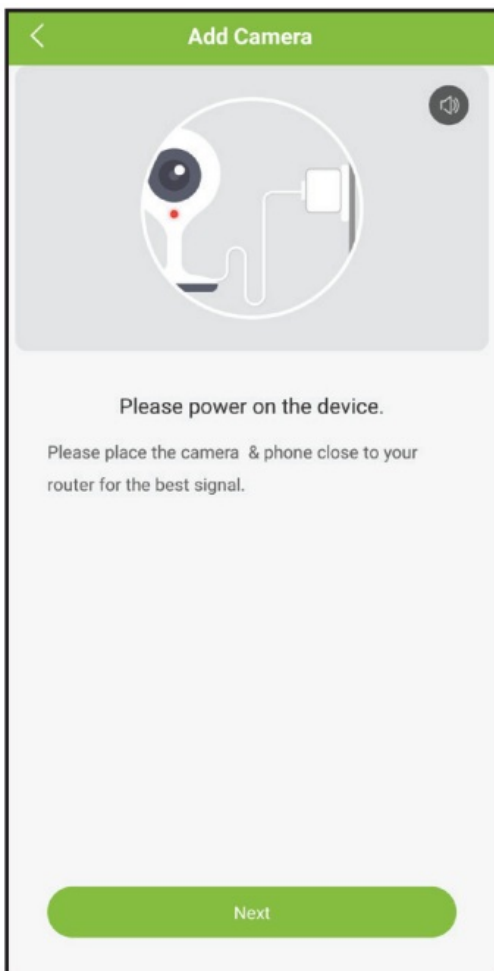 Add Camera
Please power on the device.
Please place the camera & phone close to your
router for the best signal.
Next